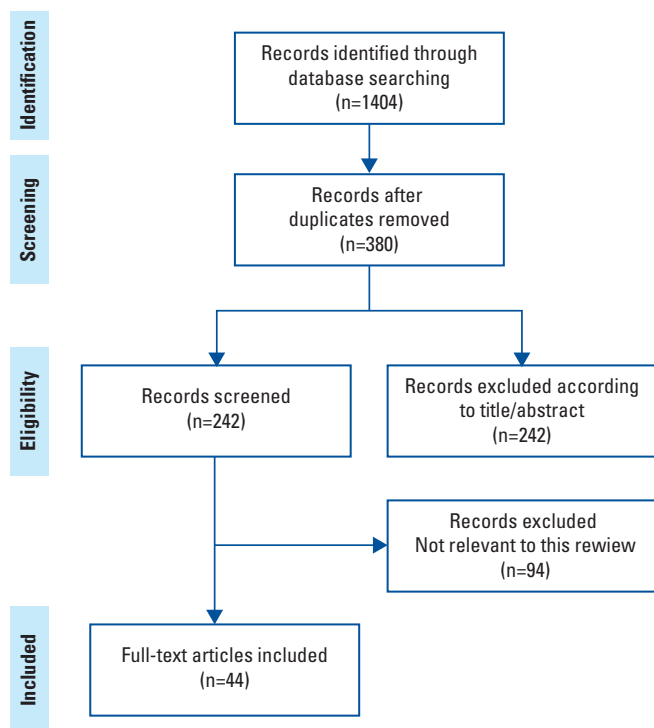 Identification
Records identified through
database searching
(n=1404)
Screening
Records after
duplicates removed
(n=380)
Eligibility
Records screened
(n=242)
Records excluded according
to title/abstract
(n=242)
Records excluded
Not relevant to this rewiew
(n=94)
Included
Full-text articles included
(n=44)